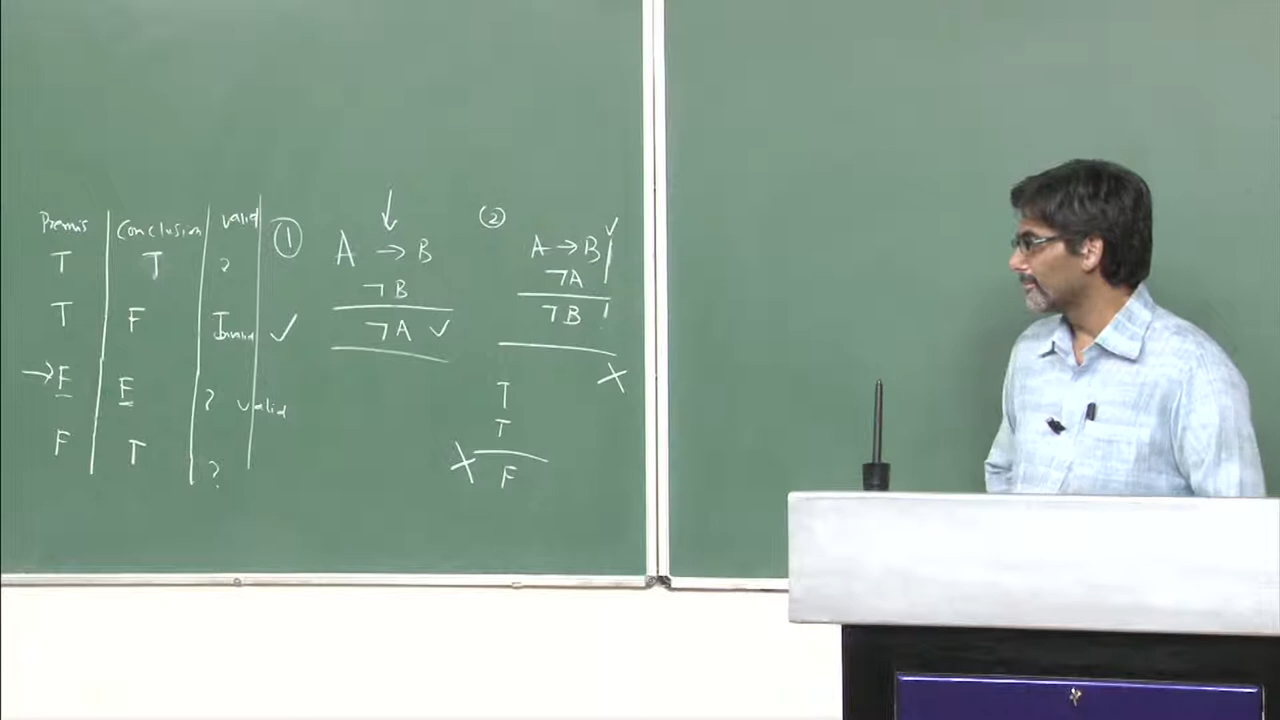 Premis Conclusion valid
T T ?
T F Invalid ✓
→ F F ? valid
F T ?
① 
A → B
¬B
¬A ✓
②
A → B ✓
¬A
¬B !
X
T
T
X F